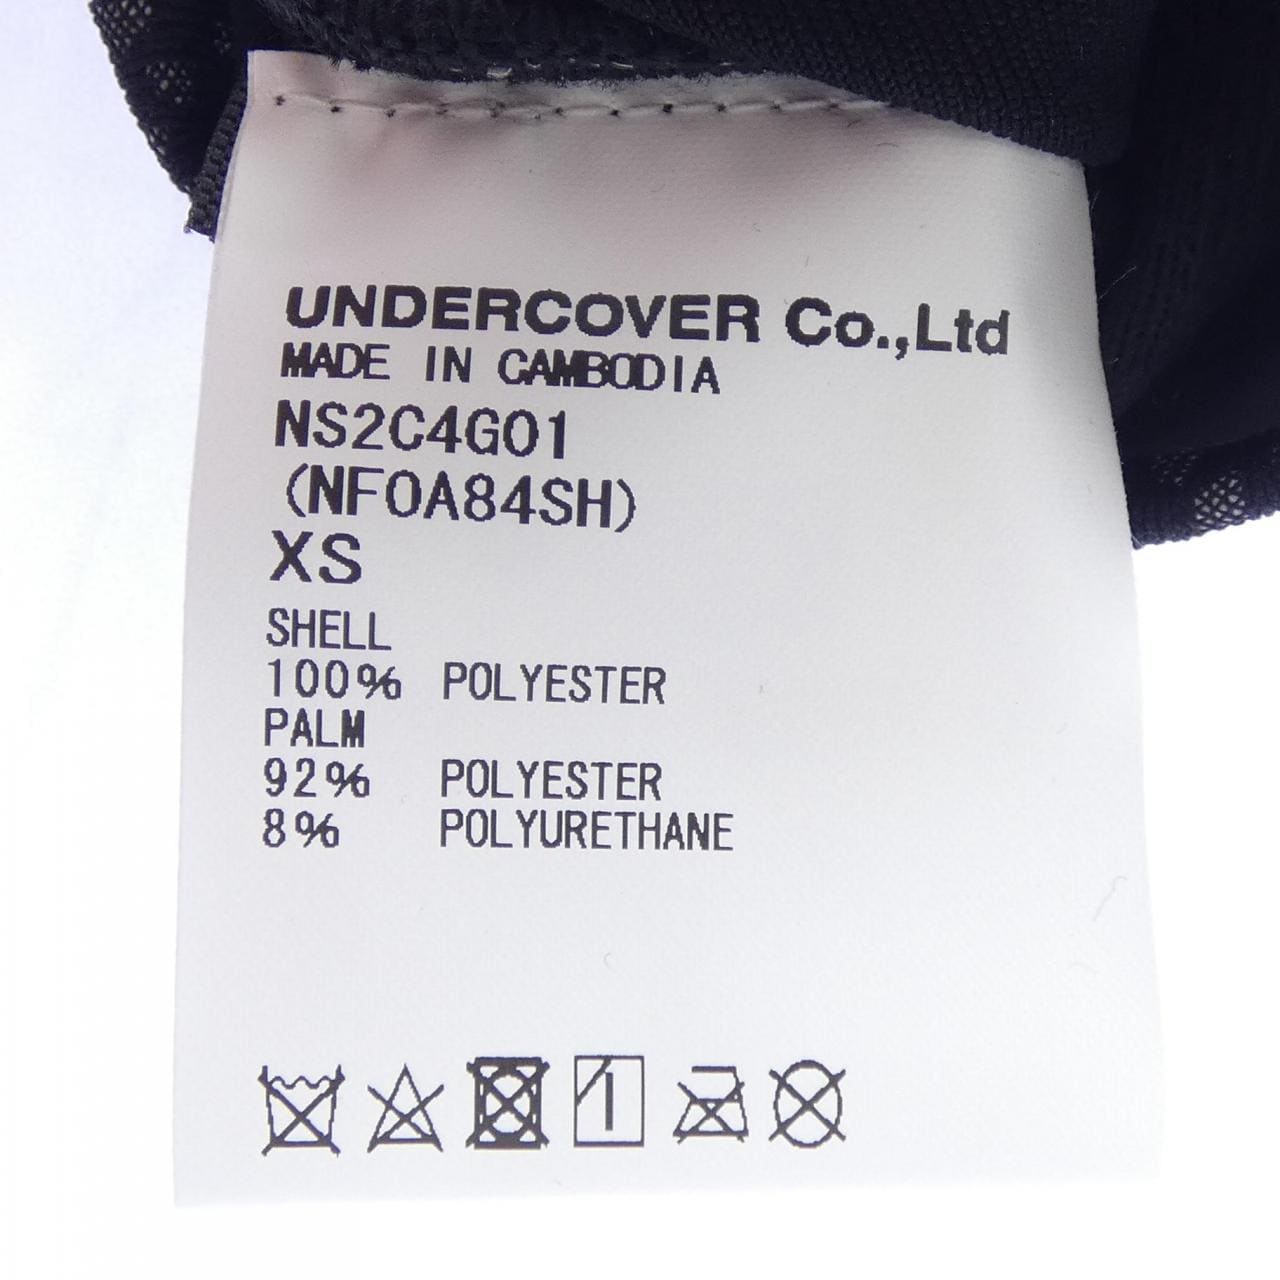 UNDERCOVER Co.,Ltd
MADE IN CAMBODIA
NS2C4G01
(NF0A84SH)
XS
SHELL
100% POLYESTER
PALM
92% POLYESTER
8% POLYURETHANE